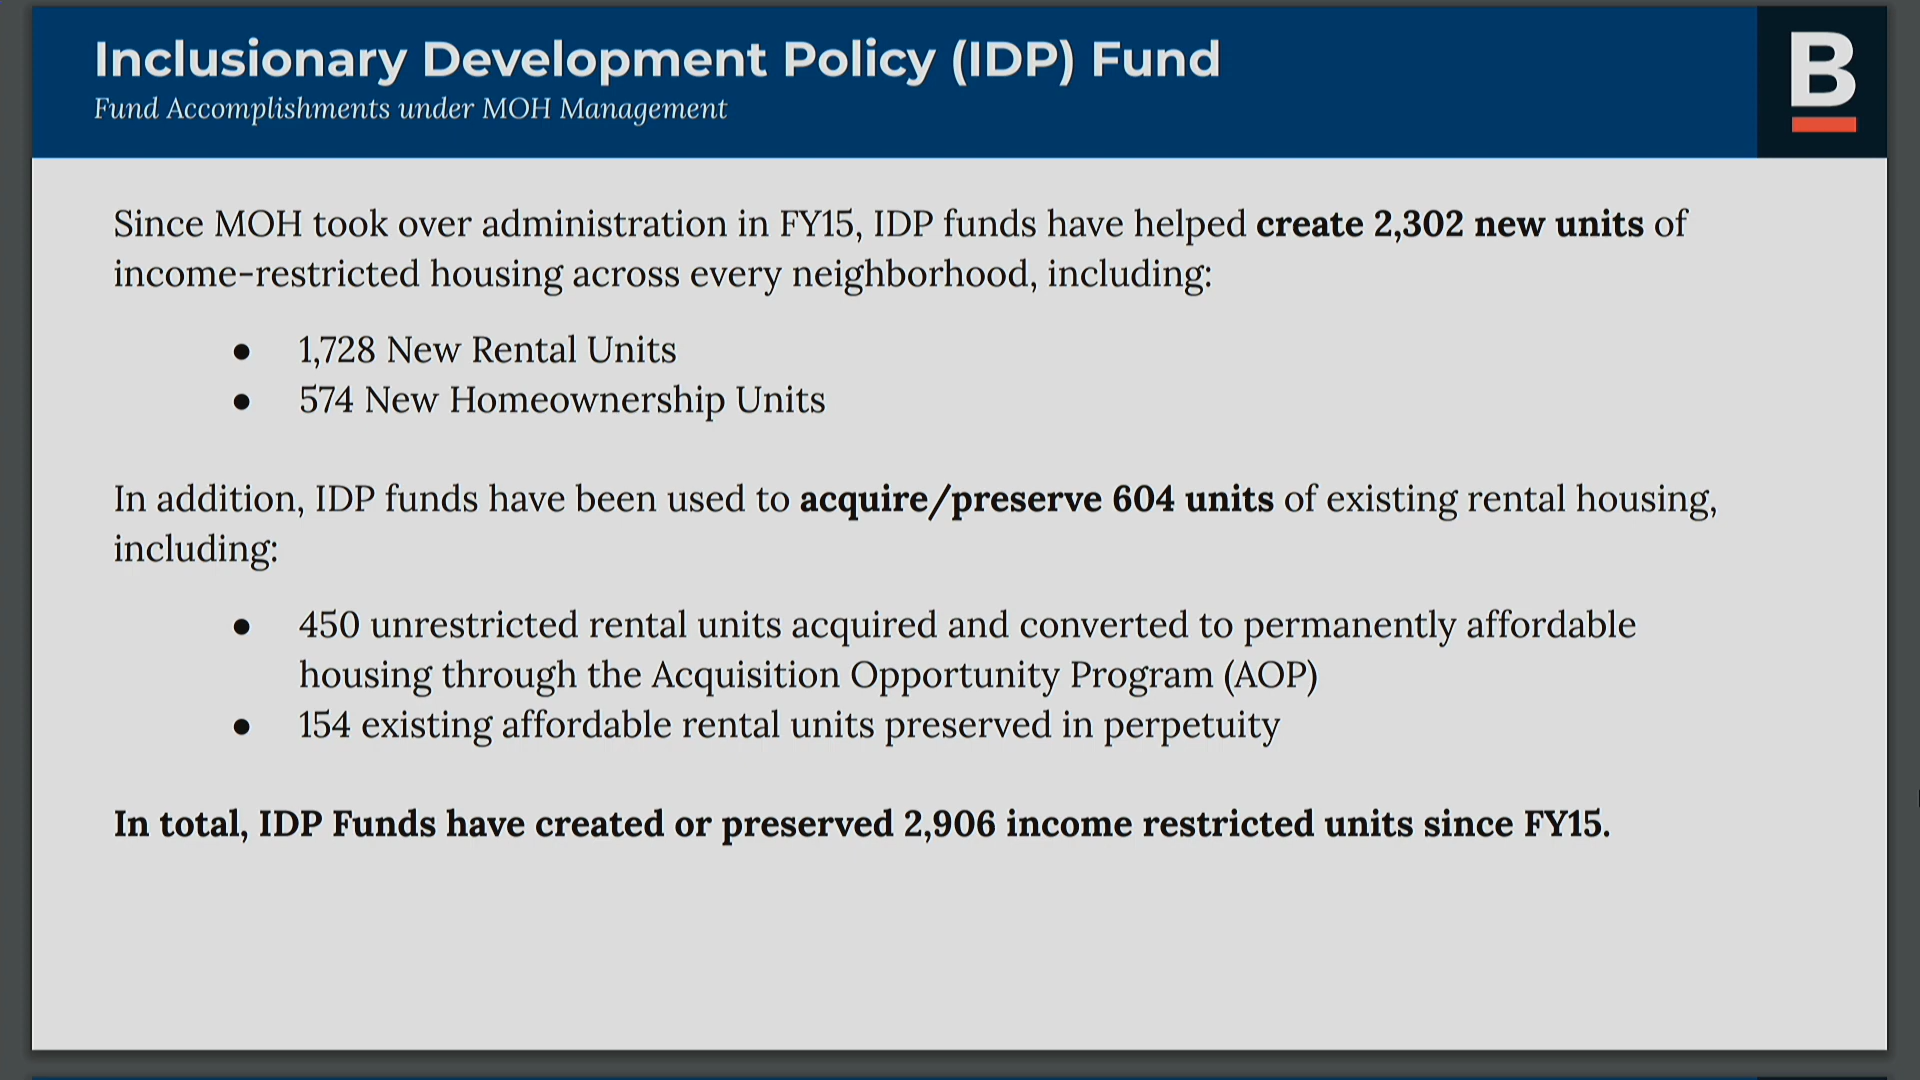 Inclusionary Development Policy (IDP) Fund
Fund Accomplishments under MOH Management
B
Since MOH took over administration in FY15, IDP funds have helped create 2,302 new units of
income-restricted housing across every neighborhood, including:
● 1,728 New Rental Units
● 574 New Homeownership Units
In addition, IDP funds have been used to acquire/preserve 604 units of existing rental housing,
including:
● 450 unrestricted rental units acquired and converted to permanently affordable
housing through the Acquisition Opportunity Program (AOP)
● 154 existing affordable rental units preserved in perpetuity
In total, IDP Funds have created or preserved 2,906 income restricted units since FY15.